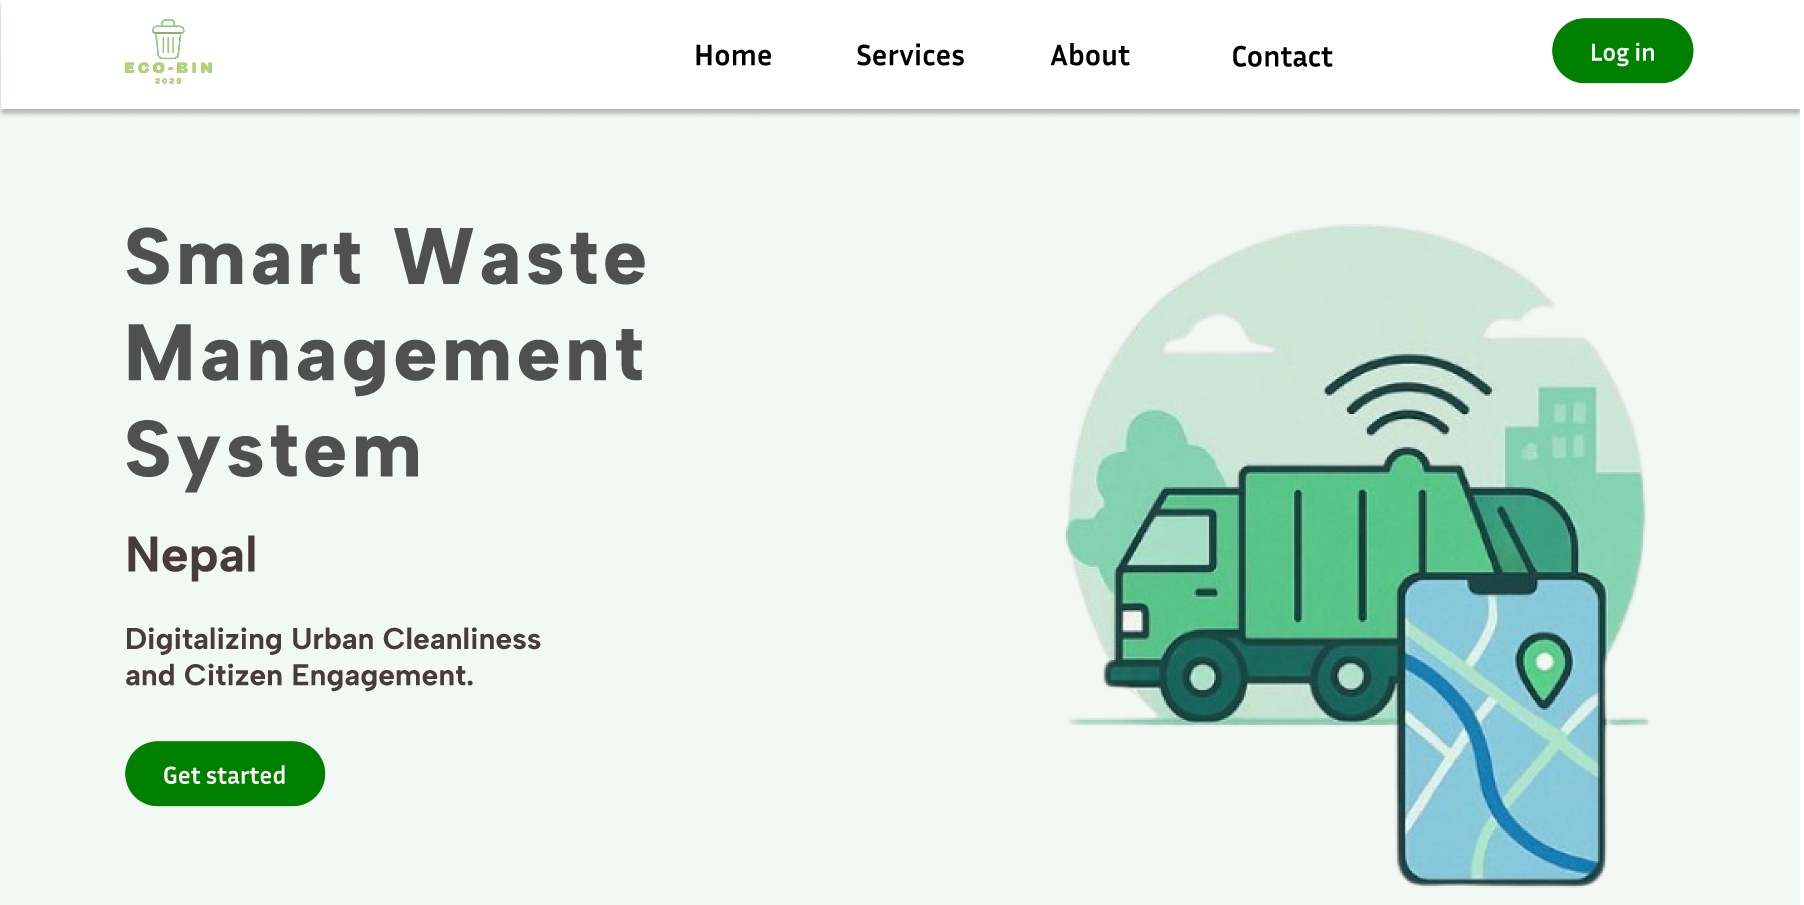 ECO-BIN
2025
Home
Services
About
Contact
Log in
Smart Waste
Management
System
Nepal
Digitalizing Urban Cleanliness
and Citizen Engagement.
Get started